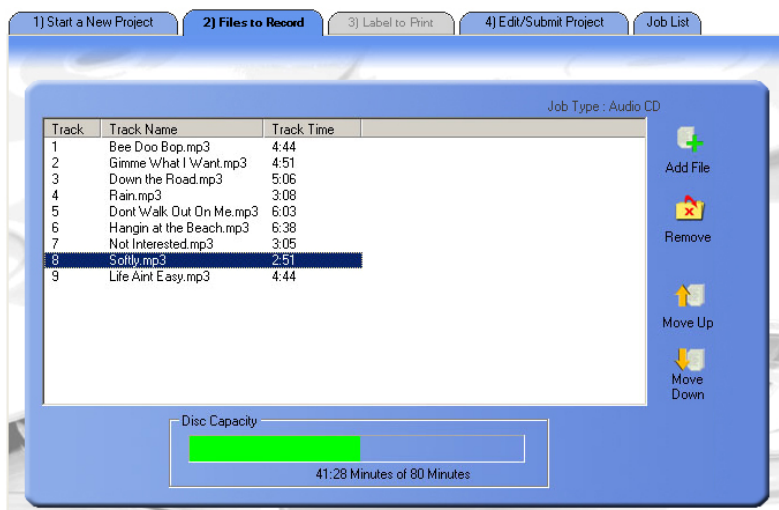 1) Start a New Project 2) Files to Record 3) Label to Print 4) Edit/Submit Project Job List
Job Type : Audio CD
Track Track Name Track Time
1 Bee Doo Bop.mp3 4:44
2 Gimme What I Want.mp3 4:51
3 Down the Road.mp3 5:06
4 Rain.mp3 3:08
5 Dont Walk Out On Me.mp3 6:03
6 Hangin at the Beach.mp3 6:38
7 Not Interested.mp3 3:05
8 Softly.mp3 2:51
9 Life Aint Easy.mp3 4:44
Add File
Remove
Move Up
Move
Down
Disc Capacity
41:28 Minutes of 80 Minutes